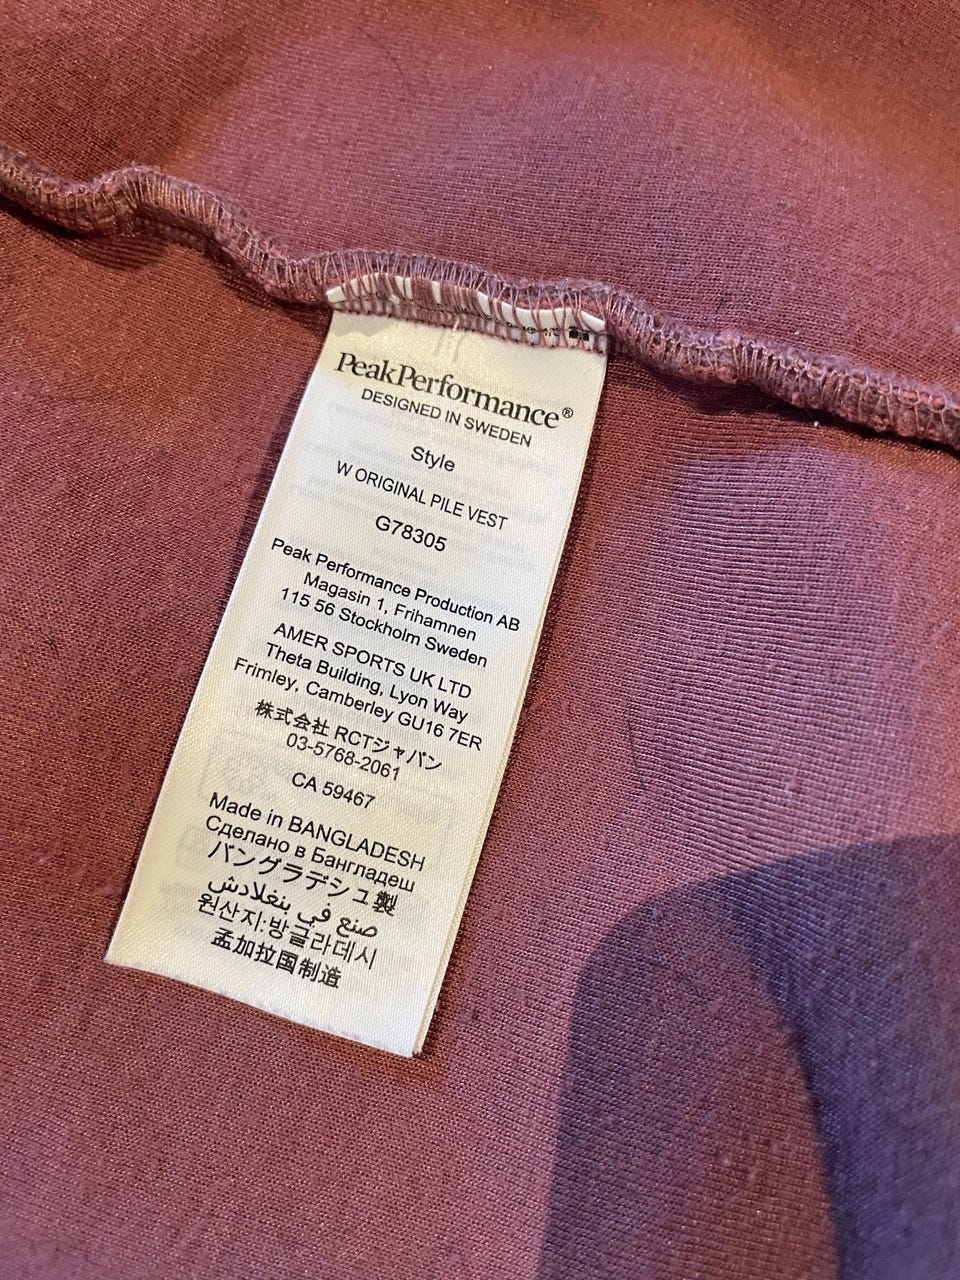 PeakPerformance®
DESIGNED IN SWEDEN
Style
W ORIGINAL PILE VEST
G78305
Peak Performance Production AB
Magasin 1, Frihamnen
115 56 Stockholm Sweden
AMER SPORTS UK LTD
Theta Building, Lyon Way
Frimley, Camberley GU16 7ER
株式会社 RCTジャパン
03-5768-2061
CA 59467
Made in BANGLADESH
Сделано в Бангладеш
バングラデシュ製
صنع في بنغلادش
원산지:방글라데시
孟加拉国制造